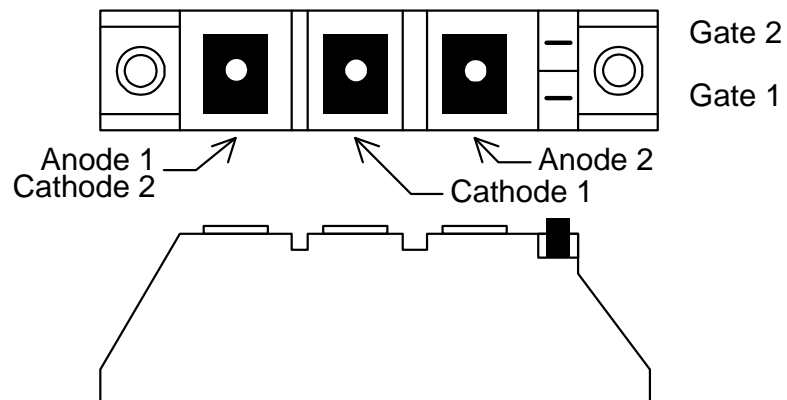 Gate 2
Gate 1
Anode 1
Cathode 2
Anode 2
Cathode 1